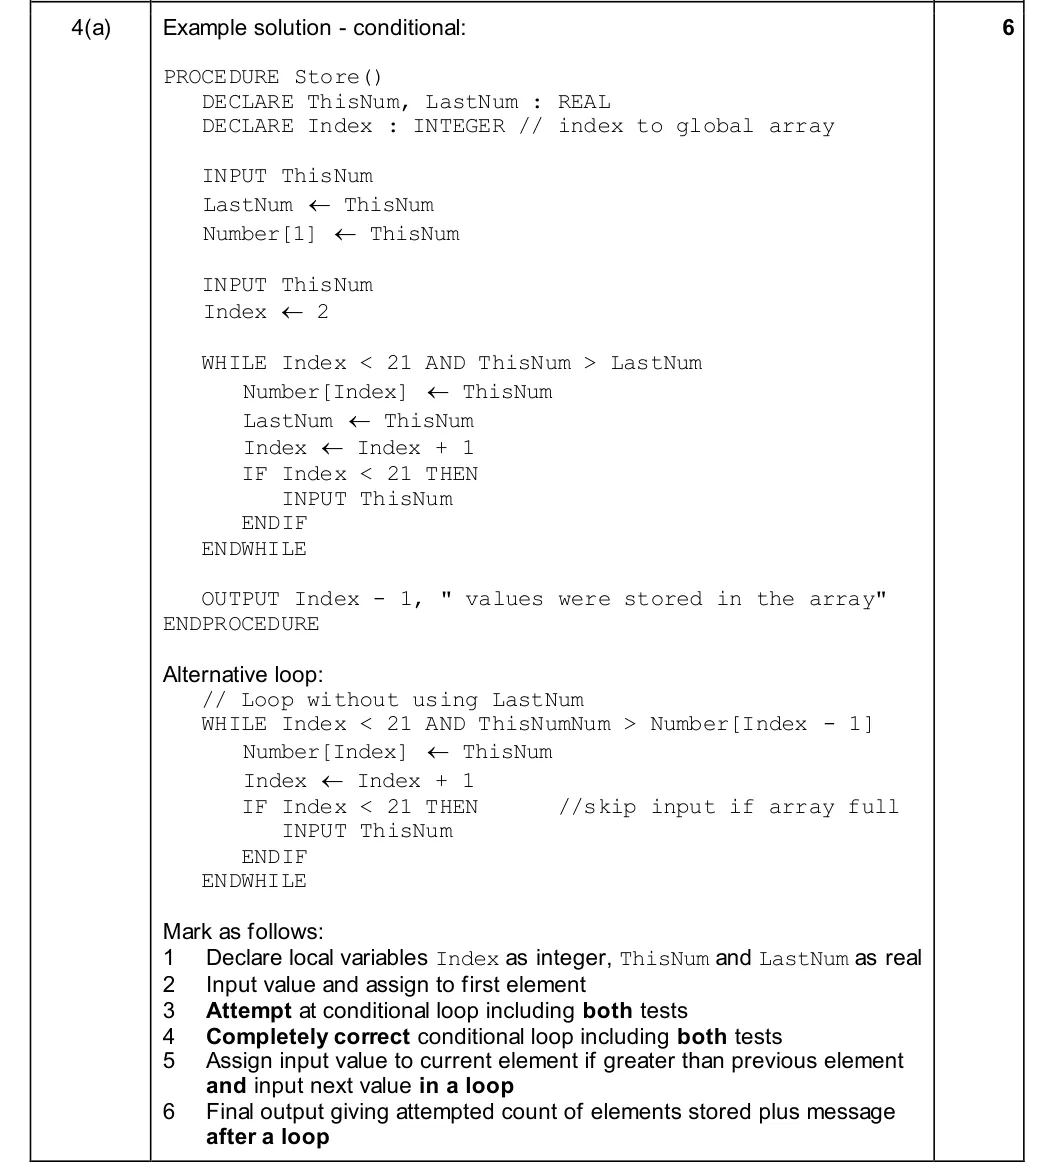 4(a)
Example solution - conditional:
6
PROCEDURE Store()
DECLARE ThisNum, LastNum : REAL
DECLARE Index : INTEGER // index to global array
INPUT ThisNum
LastNum ← ThisNum
Number[1] ← ThisNum
INPUT ThisNum
Index ← 2
WHILE Index < 21 AND ThisNum > LastNum
Number[Index] ← ThisNum
LastNum ← ThisNum
Index ← Index + 1
IF Index < 21 THEN
INPUT ThisNum
ENDIF
ENDWHILE
OUTPUT Index - 1, " values were stored in the array"
ENDPROCEDURE
Alternative loop:
// Loop without using LastNum
WHILE Index < 21 AND ThisNumNum > Number[Index - 1]
Number[Index] ← ThisNum
Index ← Index + 1
IF Index < 21 THEN //skip input if array full
INPUT ThisNum
ENDIF
ENDWHILE
Mark as follows:
1 Declare local variables Index as integer, ThisNum and LastNum as real
2 Input value and assign to first element
3 Attempt at conditional loop including both tests
4 Completely correct conditional loop including both tests
5 Assign input value to current element if greater than previous element
and input next value in a loop
6 Final output giving attempted count of elements stored plus message
after a loop